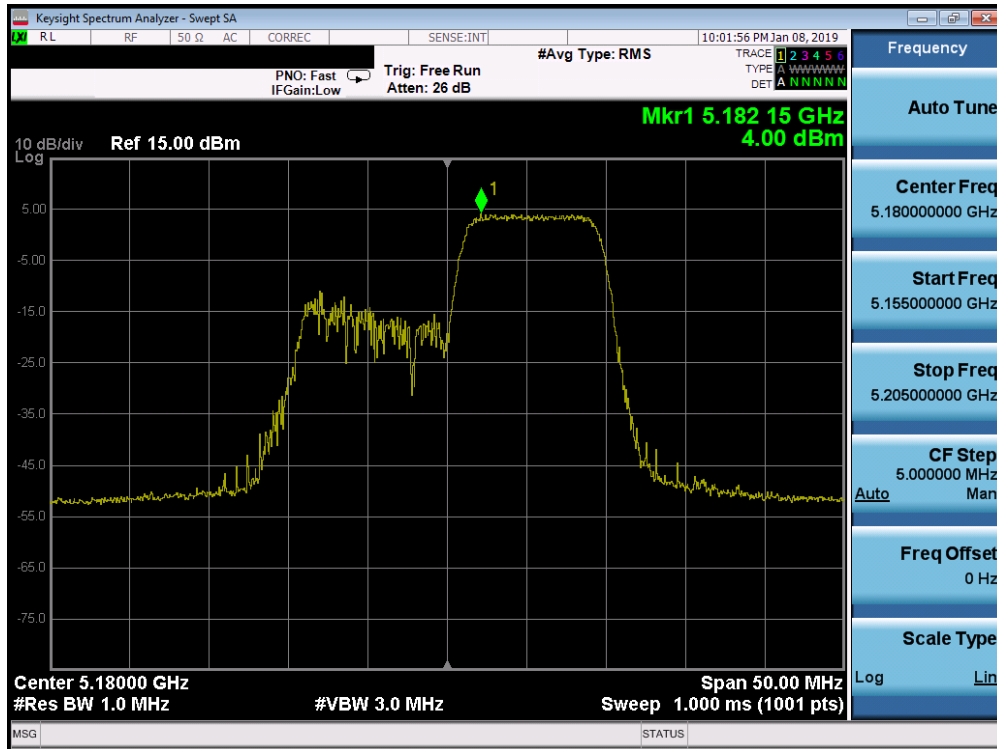 Keysight Spectrum Analyzer - Swept SA
LXI RL RF 50 Ω AC CORREC SENSE:INT 10:01:56 PM Jan 08, 2019
#Avg Type: RMS
TRACE 1 2 3 4 5 6
TYPE A WWWWW
DET A N N N N N
PNO: Fast Trig: Free Run
IFGain:Low Atten: 26 dB
Mkr1 5.182 15 GHz
4.00 dBm
10 dB/div Ref 15.00 dBm
Log
1
5.00
-5.00
-15.0
-25.0
-35.0
-45.0
-55.0
-65.0
-75.0
Center 5.18000 GHz Span 50.00 MHz
#Res BW 1.0 MHz #VBW 3.0 MHz Sweep 1.000 ms (1001 pts)
MSG STATUS
Frequency
Auto Tune
Center Freq
5.180000000 GHz
Start Freq
5.155000000 GHz
Stop Freq
5.205000000 GHz
CF Step
5.000000 MHz
Auto Man
Freq Offset
0 Hz
Scale Type
Log Lin